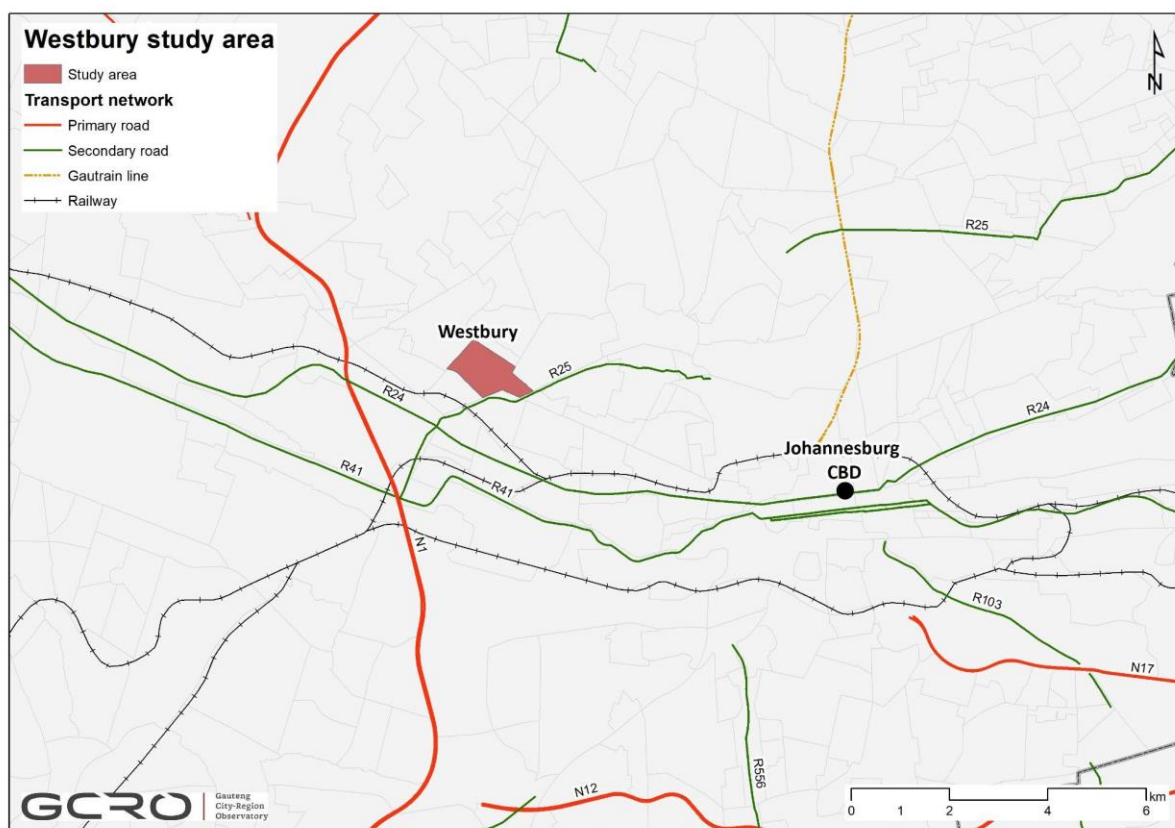 Westbury study area
Study area
Transport network
Primary road
Secondary road
Gautrain line
Railway
N
R25
Westbury
R25
R24
R24
Johannesburg
CBD
R41
R41
N1
R103
N17
R556
N12
GCRO
Gauteng
City-Region
Observatory
km
0 1 2 4 6